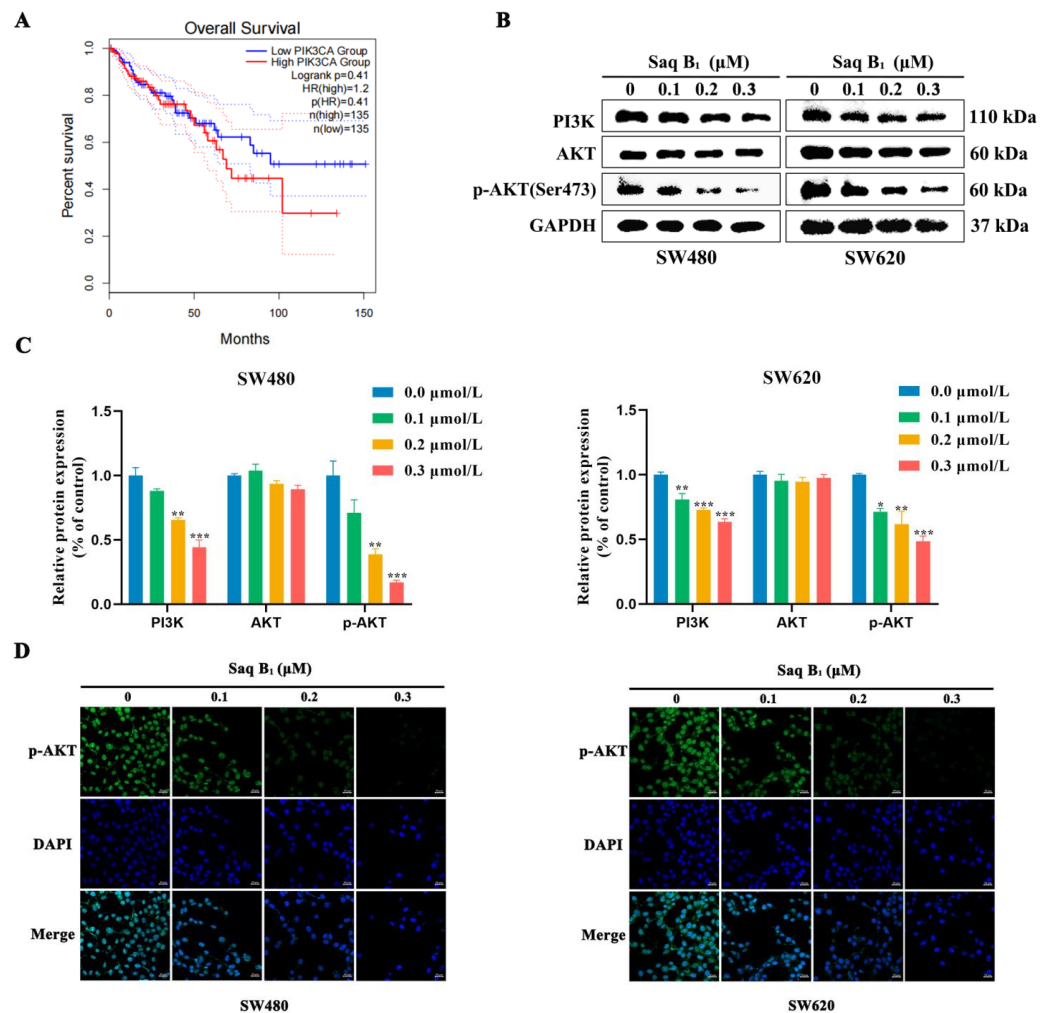 A
Overall Survival
Low PIK3CA Group
High PIK3CA Group
Logrank p=0.41
HR(high)=1.2
p(HR)=0.41
n(high)=135
n(low)=135
Percent survival
1.0
0.8
0.6
0.4
0.2
0.0
0 50 100 150
Months
B
Saq B₁ (µM) Saq B₁ (µM)
0 0.1 0.2 0.3 0 0.1 0.2 0.3
PI3K 110 kDa
AKT 60 kDa
p-AKT(Ser473) 60 kDa
GAPDH 37 kDa
SW480 SW620
C
SW480
0.0 µmol/L
0.1 µmol/L
0.2 µmol/L
0.3 µmol/L
Relative protein expression
(% of control)
1.5
1.0
0.5
0.0
** *** ** ***
PI3K AKT p-AKT
SW620
0.0 µmol/L
0.1 µmol/L
0.2 µmol/L
0.3 µmol/L
Relative protein expression
(% of control)
1.5
1.0
0.5
0.0
** *** *** * ** ***
PI3K AKT p-AKT
D
Saq B₁ (µM)
0 0.1 0.2 0.3
p-AKT
DAPI
Merge
SW480
Saq B₁ (µM)
0 0.1 0.2 0.3
p-AKT
DAPI
Merge
SW620